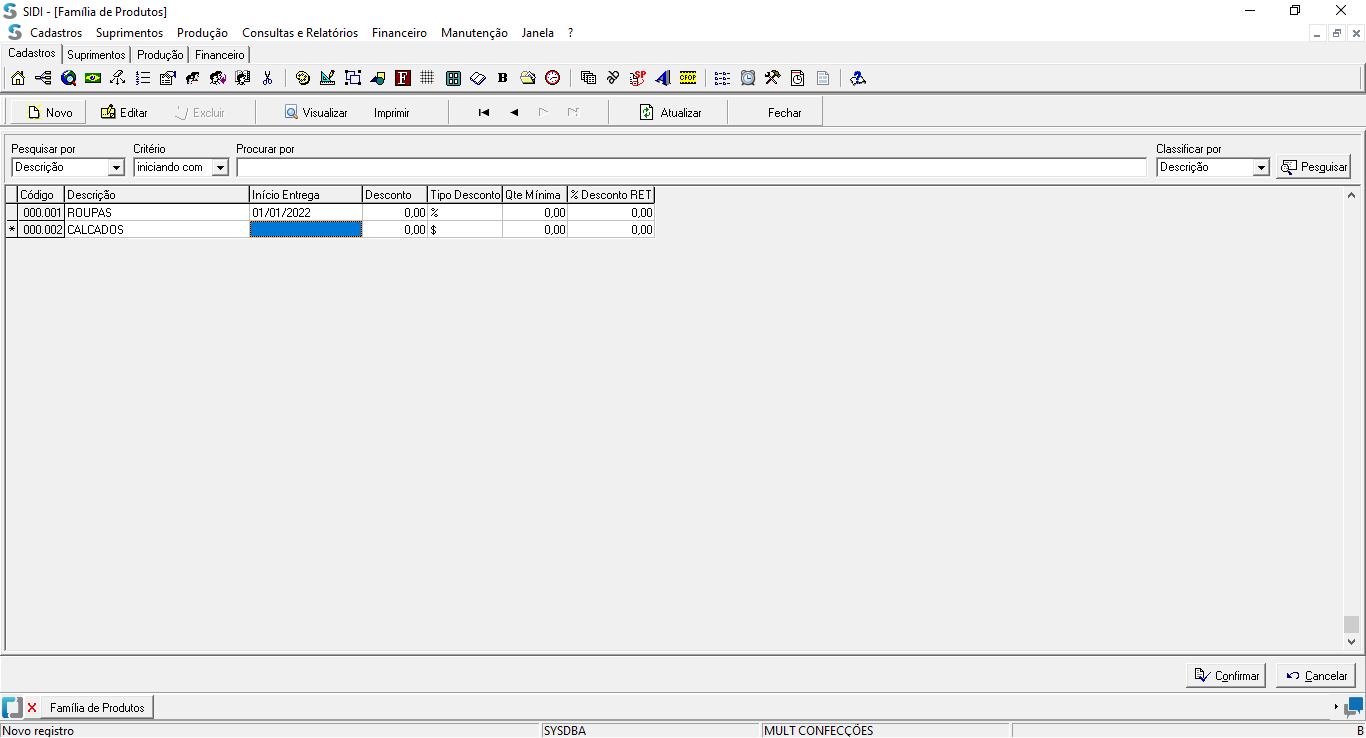 SIDI - [Família de Produtos]
Cadastros Suprimentos Produção Consultas e Relatórios Financeiro Manutenção Janela ?
Cadastros Suprimentos Produção Financeiro
F B SP CFOP
Novo Editar Excluir Visualizar Imprimir Atualizar Fechar
Pesquisar por Critério Procurar por Classificar por
Descrição iniciando com Descrição Pesquisar
Código Descrição Início Entrega Desconto Tipo Desconto Qte Mínima % Desconto RET
000.001 ROUPAS 01/01/2022 0,00 % 0,00 0,00
* 000.002 CALCADOS 0,00 $ 0,00 0,00
Confirmar Cancelar
Família de Produtos
Novo registro SYSDBA MULT CONFECÇÕES B